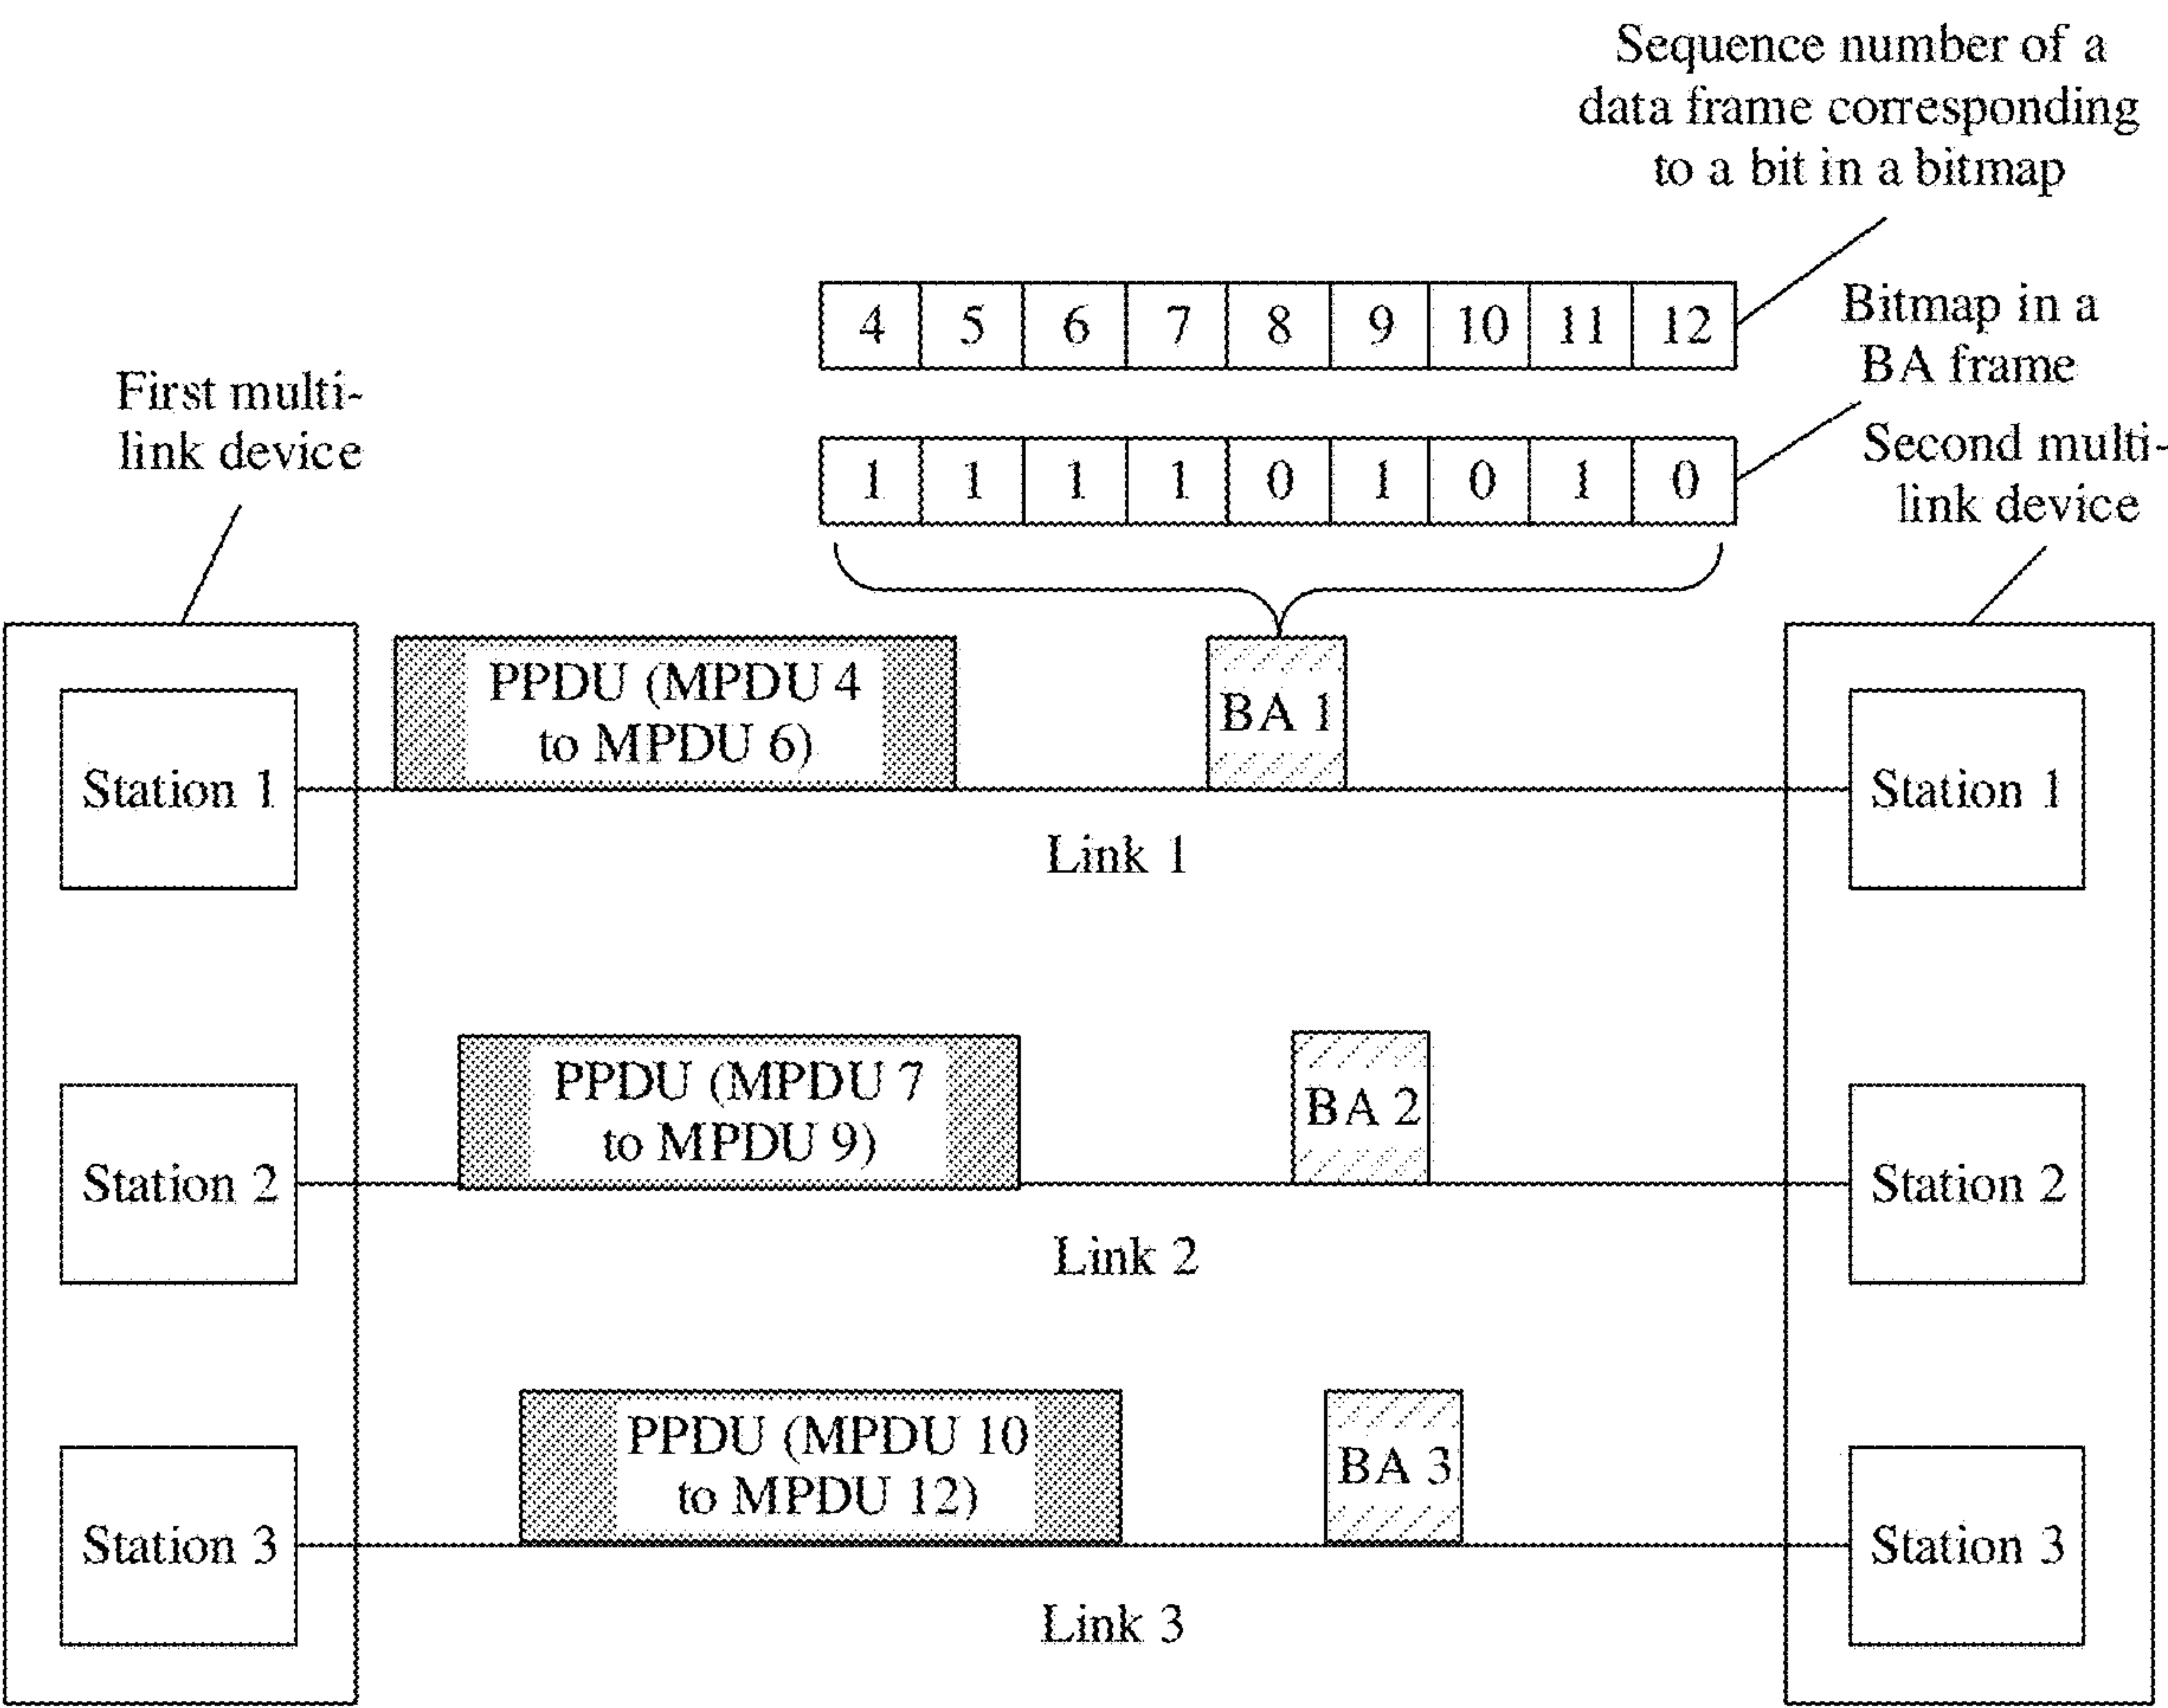 Sequence number of a
data frame corresponding
to a bit in a bitmap
4 5 6 7 8 9 10 11 12
Bitmap in a
BA frame
First multi-
link device
1 1 1 1 0 1 0 1 0
Second multi-
link device
PPDU (MPDU 4
to MPDU 6)
BA 1
Station 1
Station 1
Link 1
PPDU (MPDU 7
to MPDU 9)
BA 2
Station 2
Station 2
Link 2
PPDU (MPDU 10
to MPDU 12)
BA 3
Station 3
Station 3
Link 3